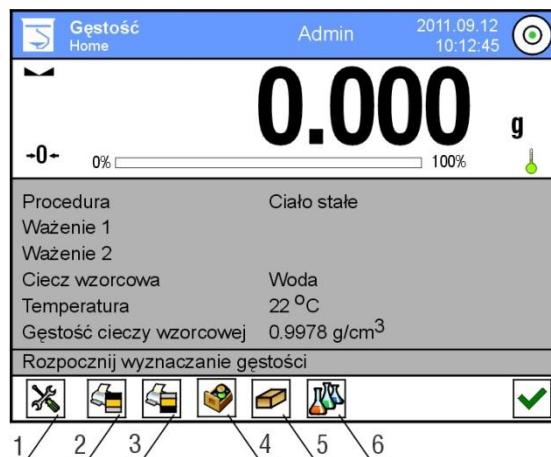 Gęstość Admin 2011.09.12
Home 10:12:45
0.000 g
→0← 0% 100%
Procedura Ciało stałe
Ważenie 1
Ważenie 2
Ciecz wzorcowa Woda
Temperatura 22 °C
Gęstość cieczy wzorcowej 0.9978 g/cm³
Rozpocznij wyznaczanie gęstości
1 2 3 4 5 6